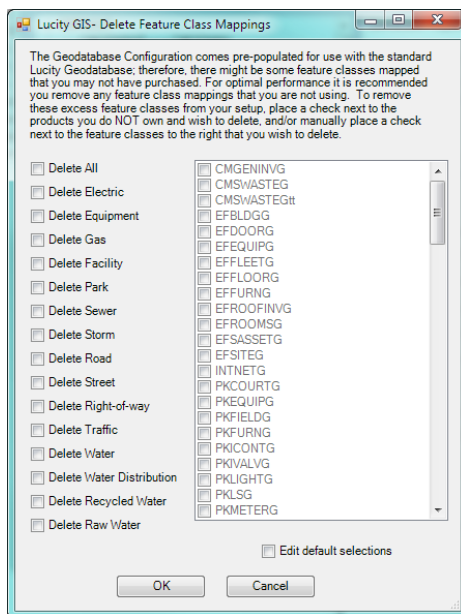 Lucity GIS- Delete Feature Class Mappings
The Geodatabase Configuration comes pre-populated for use with the standard
Lucity Geodatabase; therefore, there might be some feature classes mapped
that you may not have purchased. For optimal performance it is recommended
you remove any feature class mappings that you are not using. To remove
these excess feature classes from your setup, place a check next to the
products you do NOT own and wish to delete, and/or manually place a check
next to the feature classes to the right that you wish to delete.
Delete All
Delete Electric
Delete Equipment
Delete Gas
Delete Facility
Delete Park
Delete Sewer
Delete Storm
Delete Road
Delete Street
Delete Right-of-way
Delete Traffic
Delete Water
Delete Water Distribution
Delete Recycled Water
Delete Raw Water
CMGENINVG
CMSWASTEG
CMSWASTEGtt
EFBLDGG
EFDOORG
EFEQUIPG
EFFLEETG
EFFLOORG
EFFURNG
EFROOFINVG
EFROOMSG
EFSASSETG
EFSITEG
INTNETG
PKCOURTG
PKEQUIPG
PKFIELDG
PKFURNG
PKICONTG
PKIVALVG
PKLIGHTG
PKLSG
PKMETERG
Edit default selections
OK
Cancel